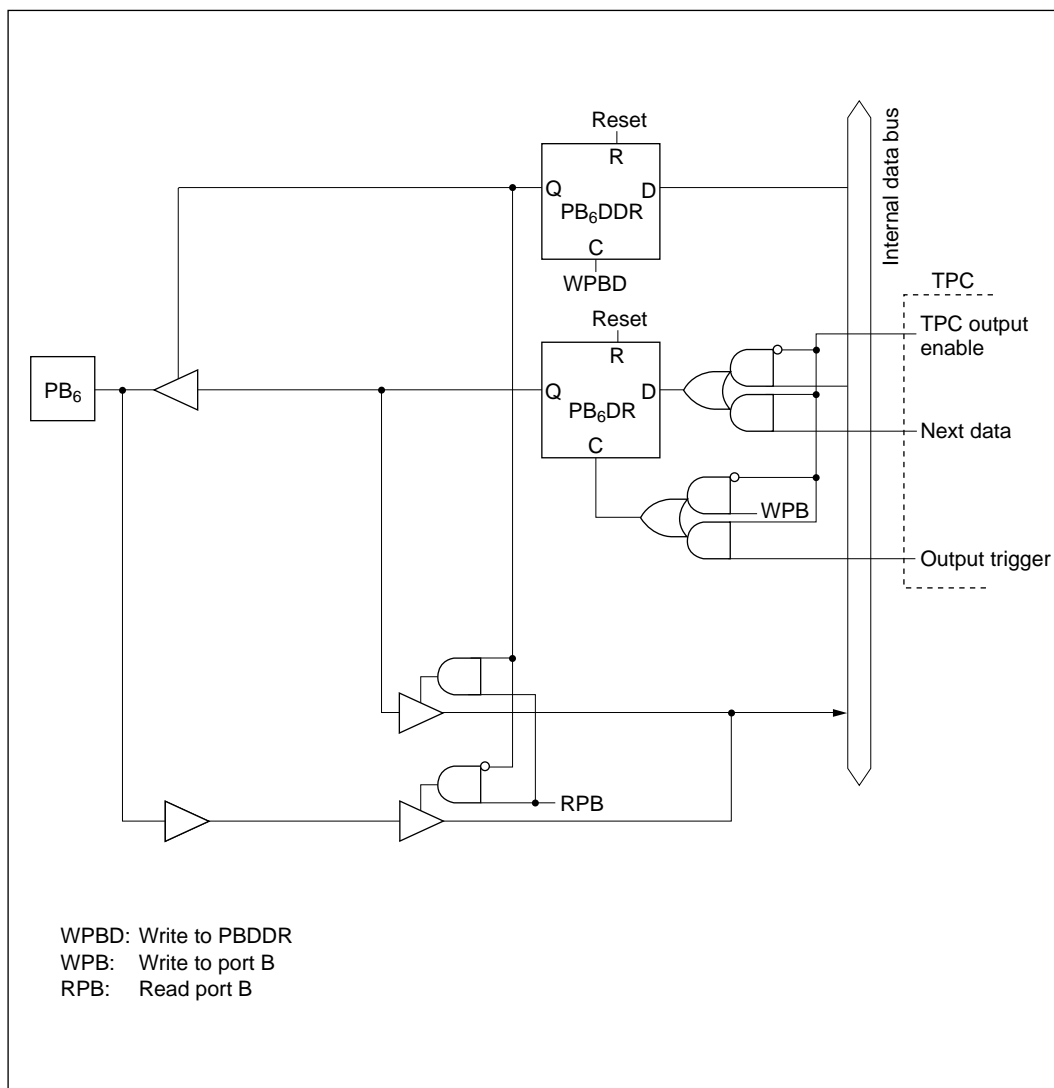 Reset
R
Q
D
PB6DDR
C
WPBD
Internal data bus
TPC
TPC output
enable
Reset
R
PB6
Q
D
PB6DR
C
Next data
WPB
Output trigger
RPB
WPBD: Write to PBDDR
WPB: Write to port B
RPB: Read port B